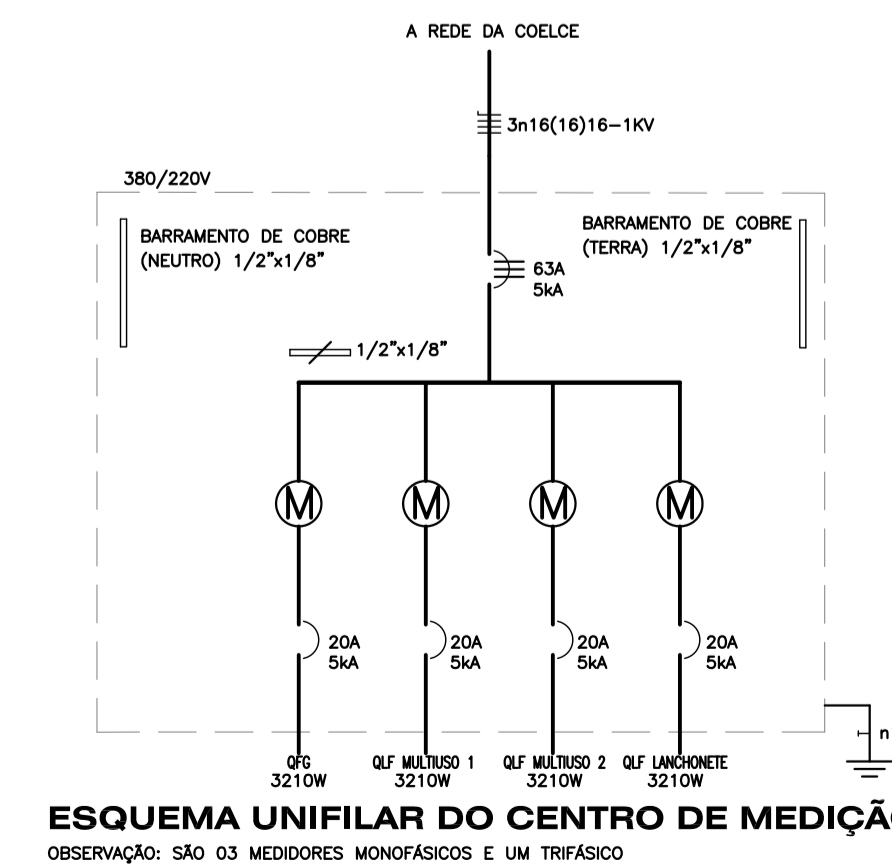 A REDE DA COELCE
3n16(16)16-1KV
380/220V
BARRAMENTO DE COBRE
(NEUTRO) 1/2"x1/8"
BARRAMENTO DE COBRE
(TERRA) 1/2"x1/8"
63A
5kA
1/2"x1/8"
M M M M
20A 20A 20A 20A
5kA 5kA 5kA 5kA
n
QFG QLF MULTIUSO 1 QLF MULTIUSO 2 QLF LANCHONETE
3210W 3210W 3210W 3210W
ESQUEMA UNIFILAR DO CENTRO DE MEDIÇÃO
OBSERVAÇÃO: SÃO 03 MEDIDORES MONOFÁSICOS E UM TRIFÁSICO